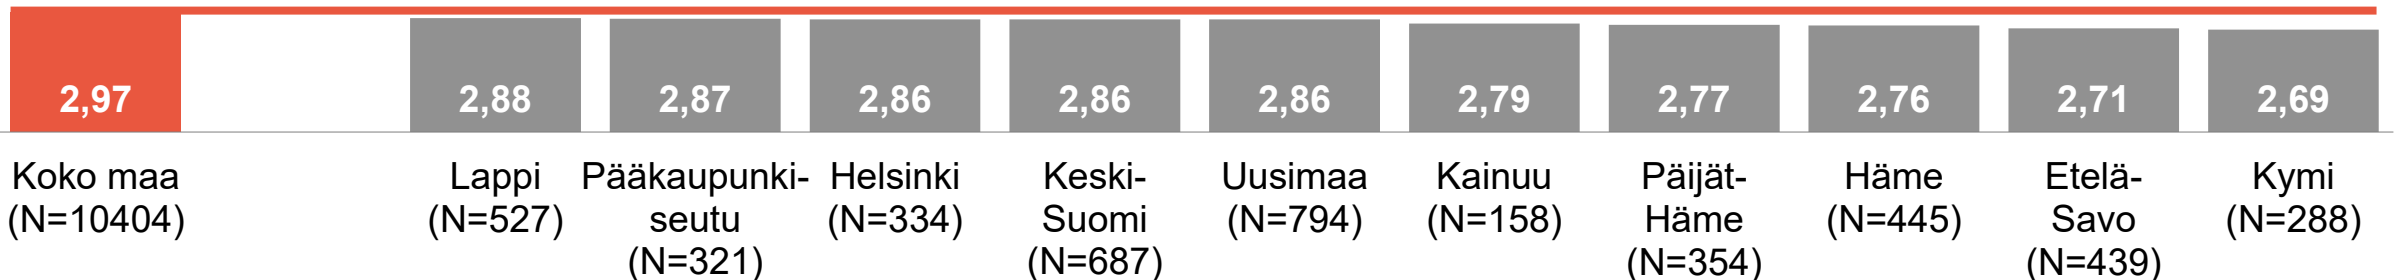 2,97
2,88
2,87
2,86
2,86
2,86
2,79
2,77
2,76
2,71
2,69
Koko maa
(N=10404)
Lappi
(N=527)
Pääkaupunki-
seutu
(N=321)
Helsinki
(N=334)
Keski-
Suomi
(N=687)
Uusimaa
(N=794)
Kainuu
(N=158)
Päijät-
Häme
(N=354)
Häme
(N=445)
Etelä-
Savo
(N=439)
Kymi
(N=288)